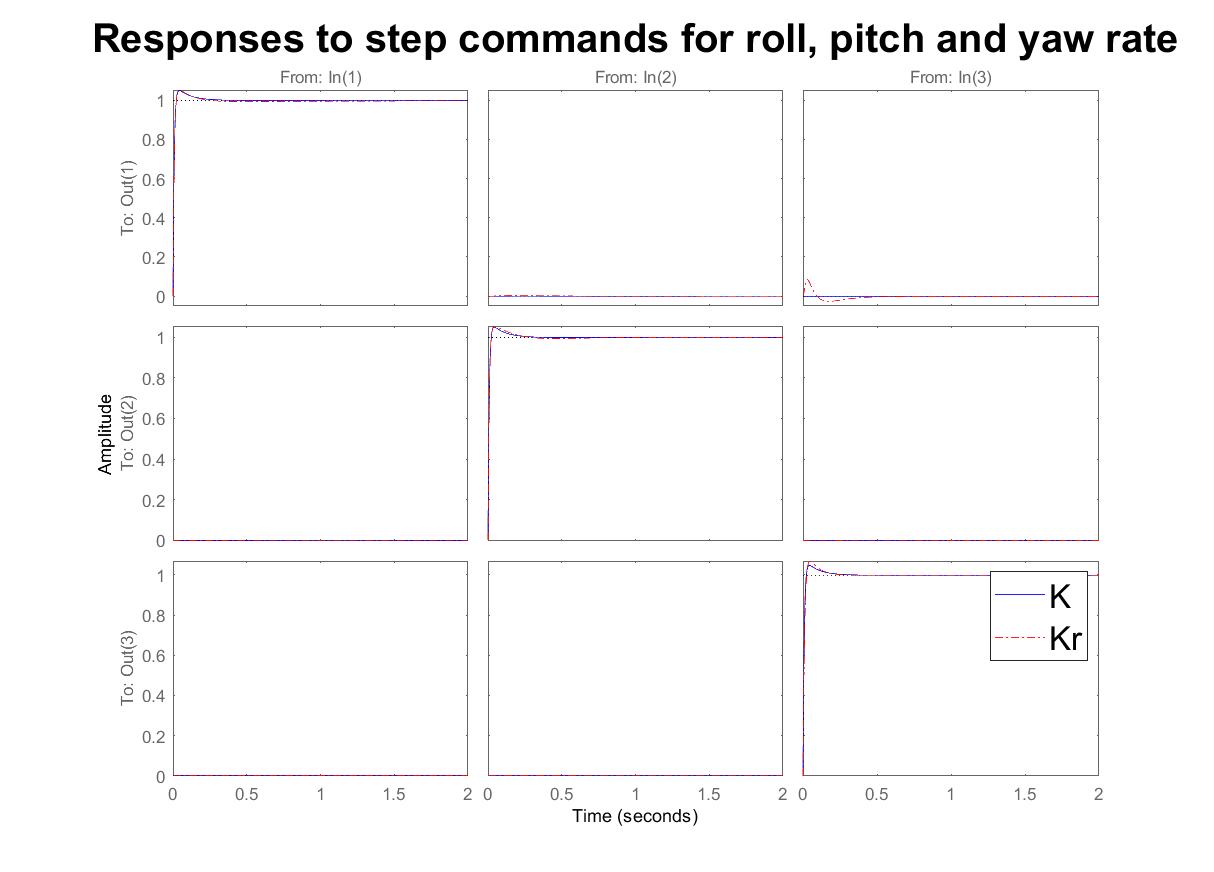 Responses to step commands for roll, pitch and yaw rate
From: In(1)
From: In(2)
From: In(3)
To: Out(1)
1
0.8
0.6
0.4
0.2
0
Amplitude
To: Out(2)
1
0.8
0.6
0.4
0.2
0
To: Out(3)
1
0.8
0.6
0.4
0.2
0
K
Kr
0 0.5 1 1.5 2
0 0.5 1 1.5 2
0 0.5 1 1.5 2
Time (seconds)